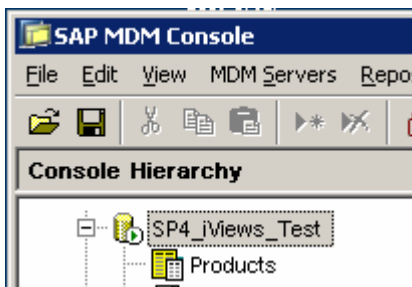 SAP MDM Console
File Edit View MDM Servers
Console Hierarchy
SP4_iViews_Test
Products